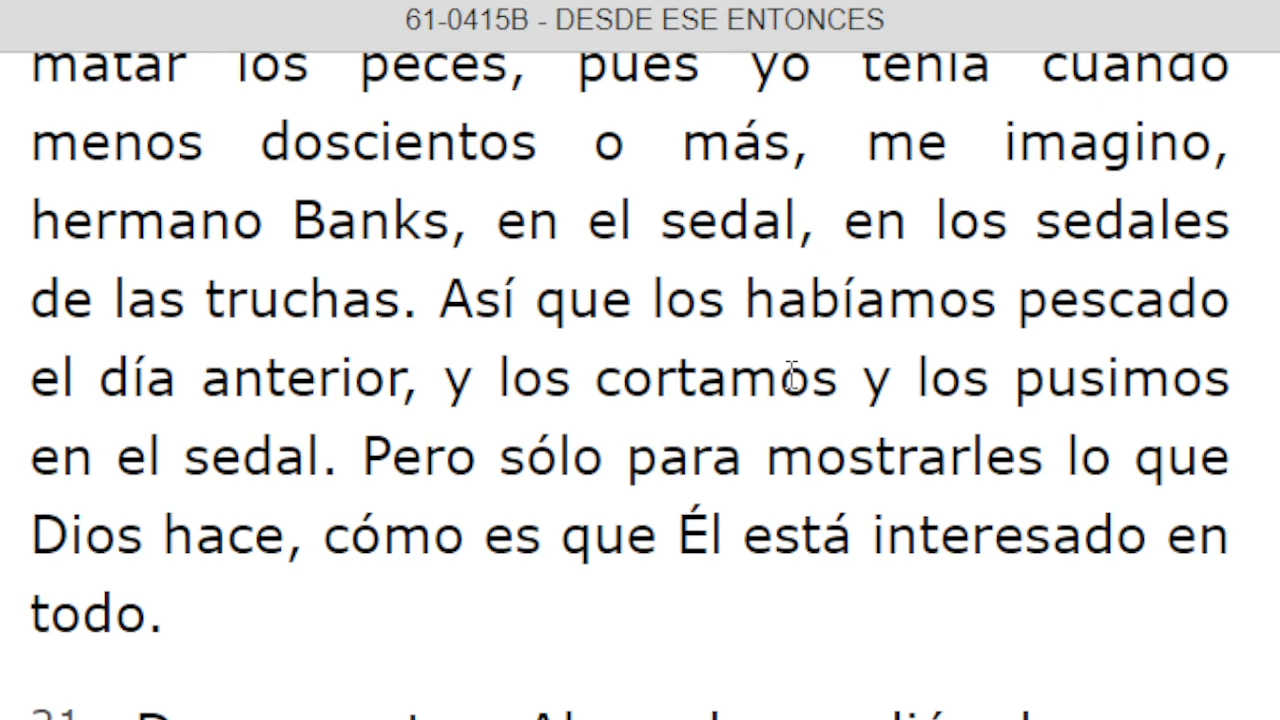 61-0415B - DESDE ESE ENTONCES
matar los peces, pues yo tenía cuando
menos doscientos o más, me imagino,
hermano Banks, en el sedal, en los sedales
de las truchas. Así que los habíamos pescado
el día anterior, y los cortamos y los pusimos
en el sedal. Pero sólo para mostrarles lo que
Dios hace, cómo es que Él está interesado en
todo.